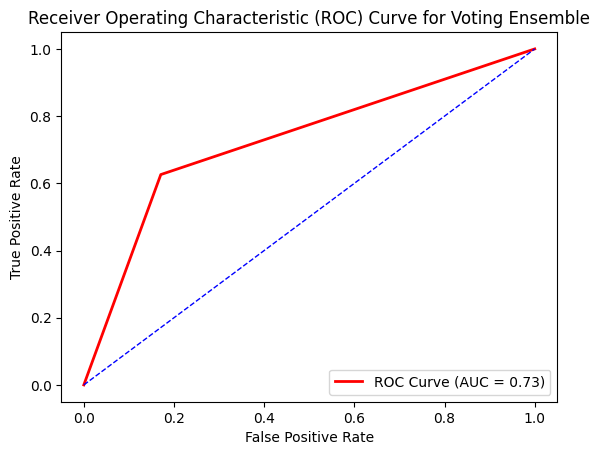 Receiver Operating Characteristic (ROC) Curve for Voting Ensemble
1.0
0.8
0.6
0.4
0.2
0.0
True Positive Rate
ROC Curve (AUC = 0.73)
0.0 0.2 0.4 0.6 0.8 1.0
False Positive Rate